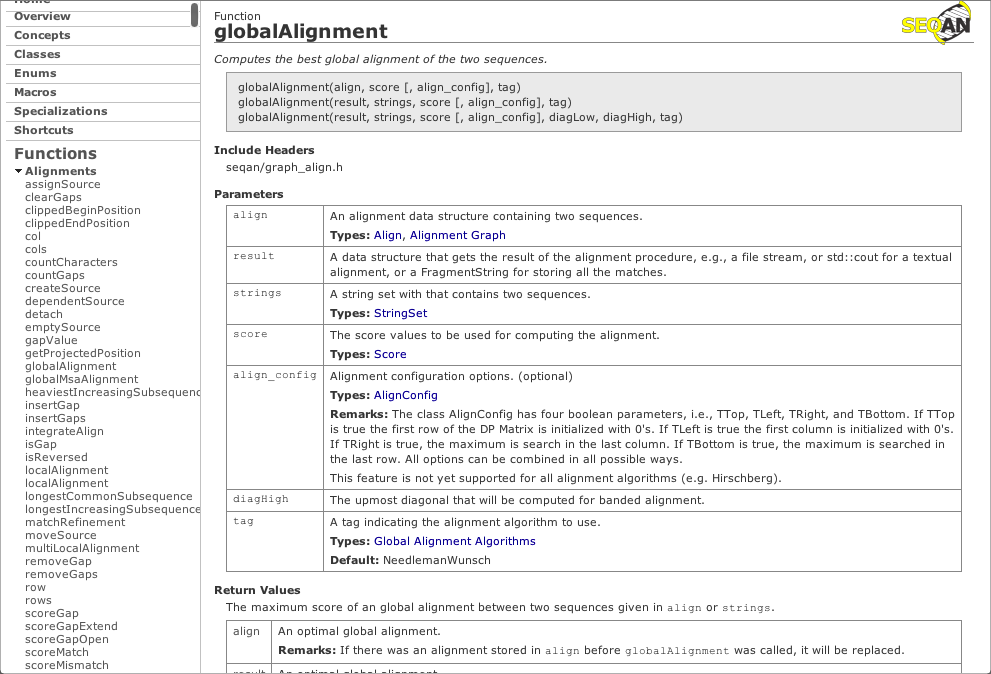 Home
Overview
Concepts
Classes
Enums
Macros
Specializations
Shortcuts
Functions
Alignments
assignSource
clearGaps
clippedBeginPosition
clippedEndPosition
col
cols
countCharacters
countGaps
createSource
dependentSource
detach
emptySource
gapValue
getProjectedPosition
globalAlignment
globalMsaAlignment
heaviestIncreasingSubsequenc
insertGap
insertGaps
integrateAlign
isGap
isReversed
localAlignment
localAlignment
longestCommonSubsequence
longestIncreasingSubsequence
matchRefinement
moveSource
multiLocalAlignment
removeGap
removeGaps
row
rows
scoreGap
scoreGapExtend
scoreGapOpen
scoreMatch
scoreMismatch
Function
globalAlignment
SEQAN
Computes the best global alignment of the two sequences.
globalAlignment(align, score [, align_config], tag)
globalAlignment(result, strings, score [, align_config], tag)
globalAlignment(result, strings, score [, align_config], diagLow, diagHigh, tag)
Include Headers
seqan/graph_align.h
Parameters
align An alignment data structure containing two sequences.
Types: Align, Alignment Graph
result A data structure that gets the result of the alignment procedure, e.g., a file stream, or std::cout for a textual
alignment, or a FragmentString for storing all the matches.
strings A string set with that contains two sequences.
Types: StringSet
score The score values to be used for computing the alignment.
Types: Score
align_config Alignment configuration options. (optional)
Types: AlignConfig
Remarks: The class AlignConfig has four boolean parameters, i.e., TTop, TLeft, TRight, and TBottom. If TTop
is true the first row of the DP Matrix is initialized with 0's. If TLeft is true the first column is initialized with 0's.
If TRight is true, the maximum is search in the last column. If TBottom is true, the maximum is searched in
the last row. All options can be combined in all possible ways.
This feature is not yet supported for all alignment algorithms (e.g. Hirschberg).
diagHigh The upmost diagonal that will be computed for banded alignment.
tag A tag indicating the alignment algorithm to use.
Types: Global Alignment Algorithms
Default: NeedlemanWunsch
Return Values
The maximum score of an global alignment between two sequences given in align or strings.
align An optimal global alignment.
Remarks: If there was an alignment stored in align before globalAlignment was called, it will be replaced.
result An optimal global alignment.